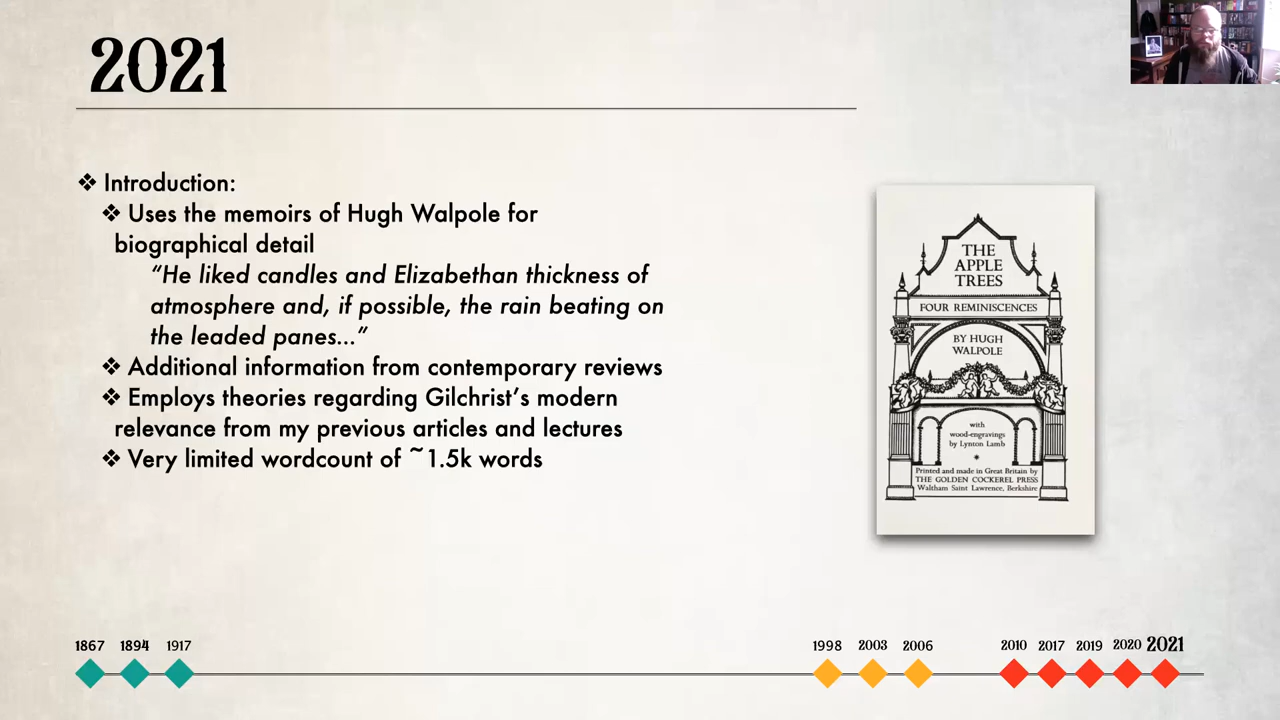 2021
❖ Introduction:
❖ Uses the memoirs of Hugh Walpole for
biographical detail
“He liked candles and Elizabethan thickness of
atmosphere and, if possible, the rain beating on
the leaded panes...”
❖ Additional information from contemporary reviews
❖ Employs theories regarding Gilchrist’s modern
relevance from my previous articles and lectures
❖ Very limited wordcount of ~1.5k words
THE
APPLE
TREES
FOUR REMINISCENCES
BY HUGH
WALPOLE
with
wood-engravings
by Lynton Lamb
*
Printed and made in Great Britain by
THE GOLDEN COCKEREL PRESS
Waltham Saint Lawrence, Berkshire
1867 1894 1917 1998 2003 2006 2010 2017 2019 2020 2021